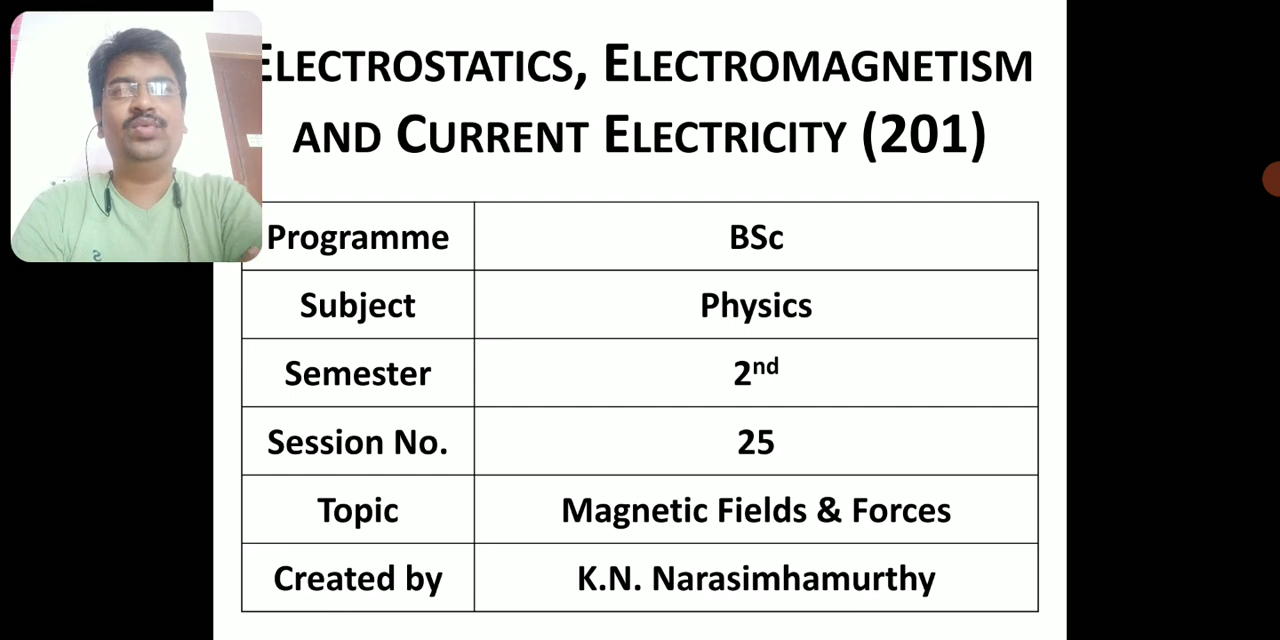 ELECTROSTATICS, ELECTROMAGNETISM
AND CURRENT ELECTRICITY (201)
Programme BSc
Subject Physics
Semester 2nd
Session No. 25
Topic Magnetic Fields & Forces
Created by K.N. Narasimhamurthy